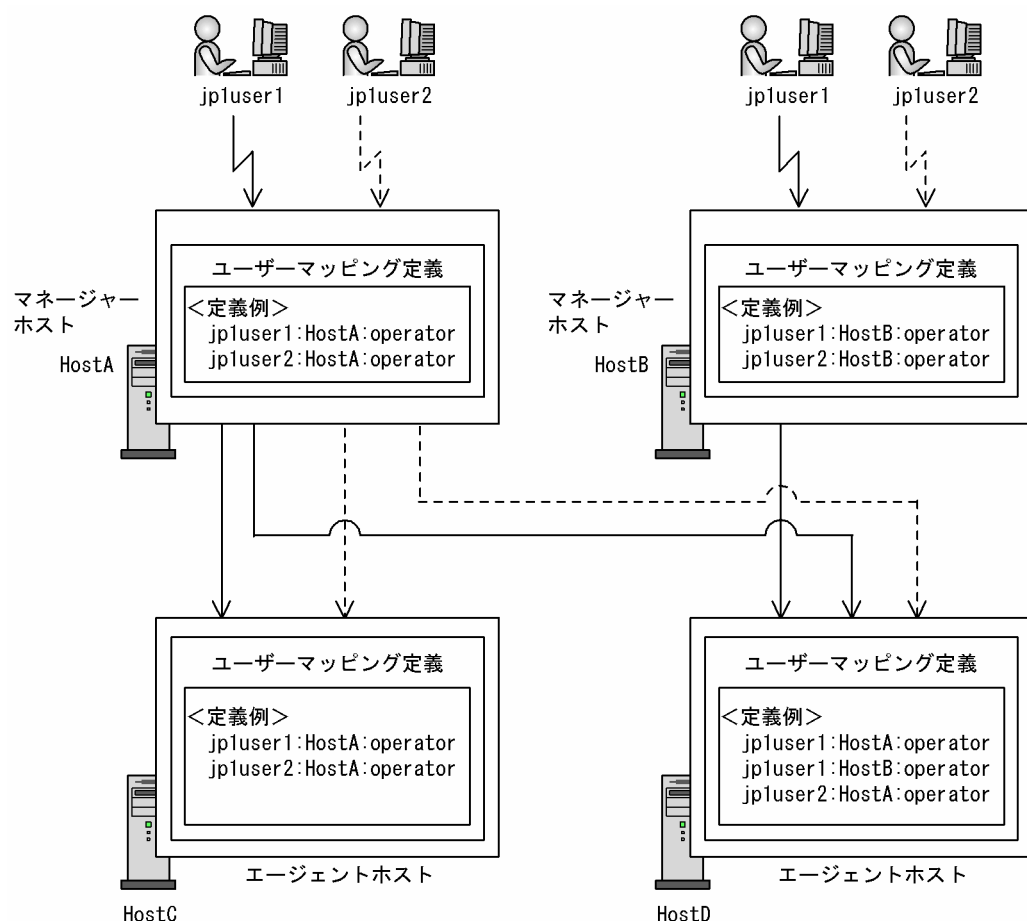 jp1user1
jp1user2
jp1user1
jp1user2
ユーザーマッピング定義
＜定義例＞
jp1user1:HostA:operator
jp1user2:HostA:operator
マネージャー
ホスト
HostA
ユーザーマッピング定義
＜定義例＞
jp1user1:HostB:operator
jp1user2:HostB:operator
マネージャー
ホスト
HostB
ユーザーマッピング定義
＜定義例＞
jp1user1:HostA:operator
jp1user2:HostA:operator
エージェントホスト
HostC
ユーザーマッピング定義
＜定義例＞
jp1user1:HostA:operator
jp1user1:HostB:operator
jp1user2:HostA:operator
エージェントホスト
HostD